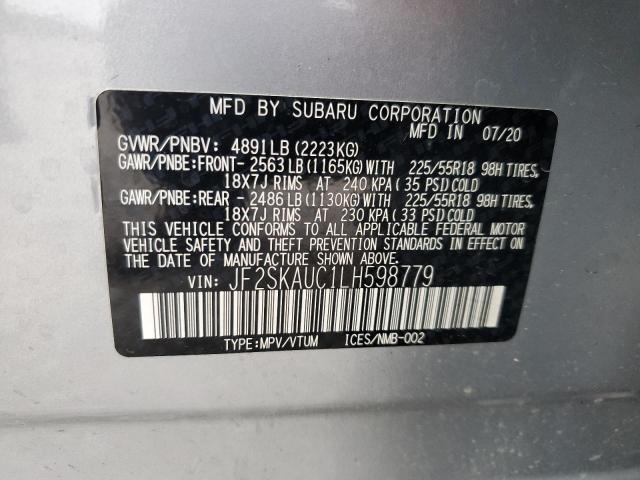 MFD BY SUBARU CORPORATION
MFD IN 07/20
GVWR/PNBV: 4891LB (2223KG)
GAWR/PNBE:FRONT- 2563LB(1165KG)WITH 225/55R18 98H TIRES,
18X7J RIMS AT 240 KPA ( 35 PSI)COLD
GAWR/PNBE:REAR - 2486LB(1130KG)WITH 225/55R18 98H TIRES,
18X7J RIMS AT 230 KPA ( 33 PSI)COLD
THIS VEHICLE CONFORMS TO ALL APPLICABLE FEDERAL MOTOR
VEHICLE SAFETY AND THEFT PREVENTION STANDARDS IN EFFECT ON
THE DATE OF MANUFACTURE SHOWN ABOVE.
VIN: JF2SKAUC1LH598779
TYPE:MPV/VTUM ICES/NMB-002